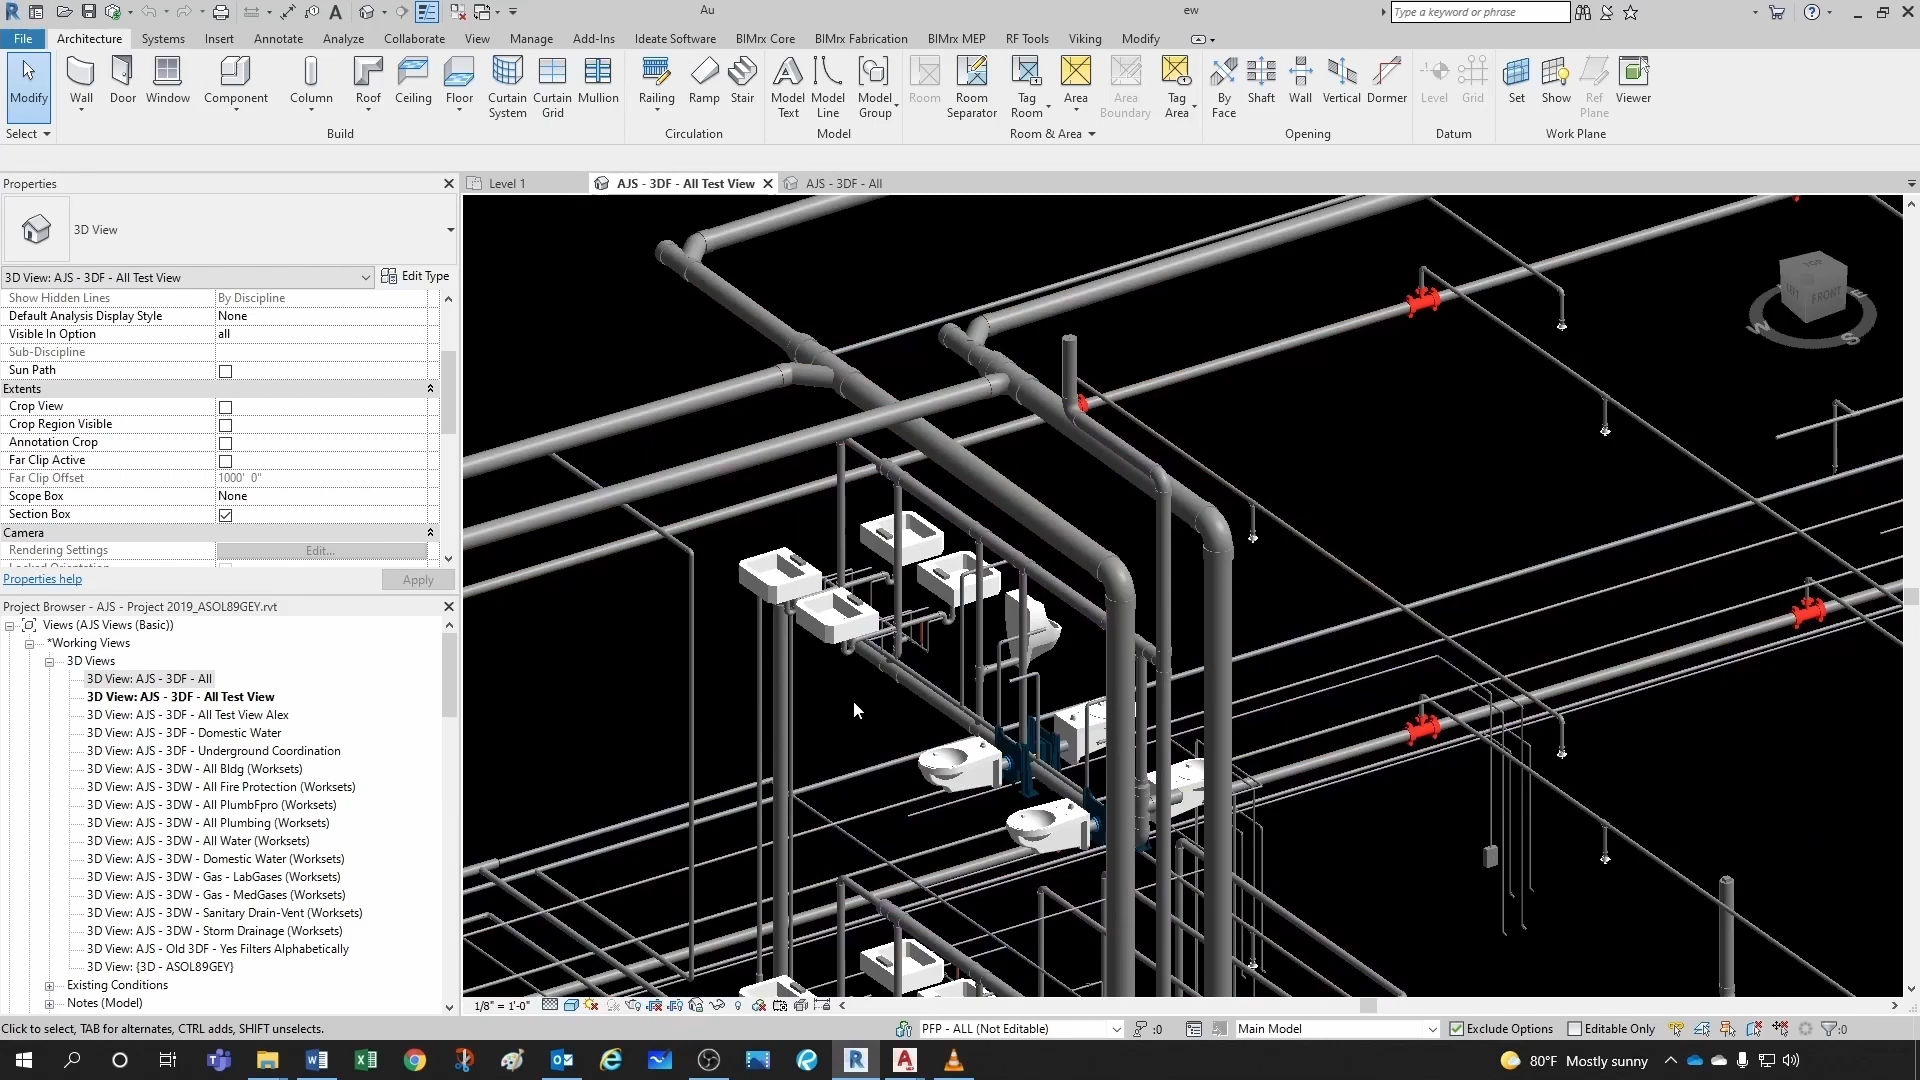 Au ew
Type a keyword or phrase
File Architecture Systems Insert Annotate Analyze Collaborate View Manage Add-Ins Ideate Software BIMrx Core BIMrx Fabrication BIMrx MEP RF Tools Viking Modify
Modify Wall Door Window Component Column Roof Ceiling Floor Curtain System Curtain Grid Mullion Railing Ramp Stair Model Text Model Line Model Group Room Room Separator Tag Room Area Area Boundary Tag Area By Face Shaft Wall Vertical Dormer Level Grid Set Show Ref Plane Viewer
Select Build Circulation Model Room & Area Opening Datum Work Plane
Properties
Level 1 AJS - 3DF - All Test View AJS - 3DF - All
3D View
3D View: AJS - 3DF - All Test View Edit Type
Show Hidden Lines By Discipline
Default Analysis Display Style None
Visible In Option all
Sub-Discipline
Sun Path
Extents
Crop View
Crop Region Visible
Annotation Crop
Far Clip Active
Far Clip Offset 1000' 0"
Scope Box None
Section Box
Camera
Rendering Settings Edit...
Properties help Apply
Project Browser - AJS - Project 2019_ASOL89GEY.rvt
Views (AJS Views (Basic))
*Working Views
3D Views
3D View: AJS - 3DF - All
3D View: AJS - 3DF - All Test View
3D View: AJS - 3DF - All Test View Alex
3D View: AJS - 3DF - Domestic Water
3D View: AJS - 3DF - Underground Coordination
3D View: AJS - 3DW - All Bldg (Worksets)
3D View: AJS - 3DW - All Fire Protection (Worksets)
3D View: AJS - 3DW - All PlumbFpro (Worksets)
3D View: AJS - 3DW - All Plumbing (Worksets)
3D View: AJS - 3DW - All Water (Worksets)
3D View: AJS - 3DW - Domestic Water (Worksets)
3D View: AJS - 3DW - Gas - LabGases (Worksets)
3D View: AJS - 3DW - Gas - MedGases (Worksets)
3D View: AJS - 3DW - Sanitary Drain-Vent (Worksets)
3D View: AJS - 3DW - Storm Drainage (Worksets)
3D View: AJS - Old 3DF - Yes Filters Alphabetically
3D View: {3D - ASOL89GEY}
Existing Conditions
Notes (Model)
TOP
FRONT
W
S
E
1/8" = 1'-0"
Click to select, TAB for alternates, CTRL adds, SHIFT unselects.
PFP - ALL (Not Editable) :0 Main Model Exclude Options Editable Only :0
80°F Mostly sunny